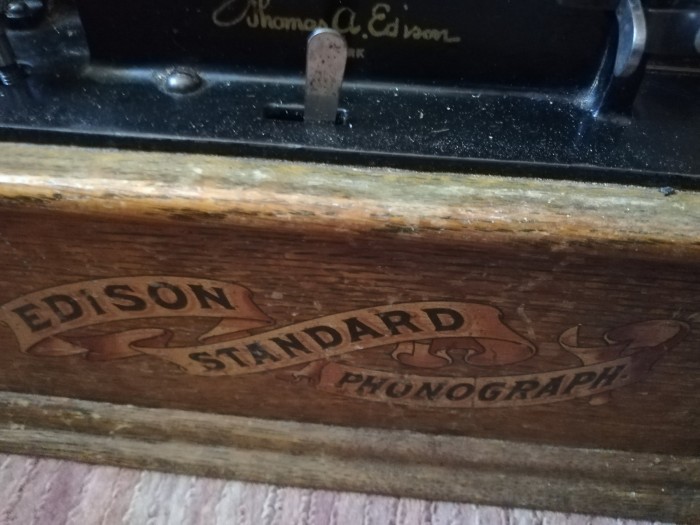 Thomas A. Edison
EDISON
STANDARD
PHONOGRAPH.